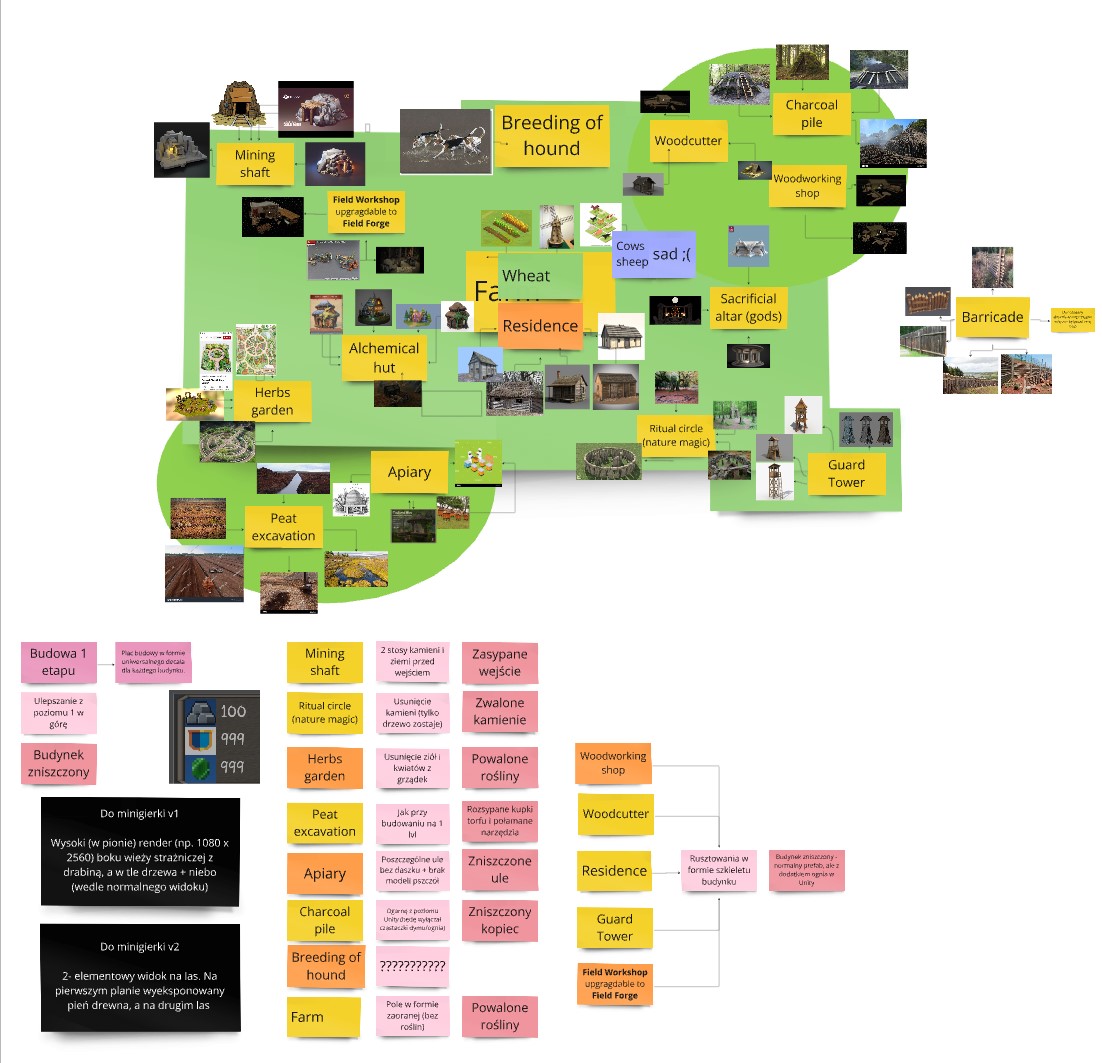 Breeding of
hound
Charcoal
pile
Woodcutter
Mining
shaft
Woodworking
shop
Field Workshop
upgragdable to
Field Forge
Cows
sheep
sad ;(
Wheat
Residence
Sacrificial
altar (gods)
Barricade
Alchemical
hut
Herbs
garden
Ritual circle
(nature magic)
Apiary
Guard
Tower
Peat
excavation
Budowa 1
etapu
Plac budowy w formie
uniwersalnego decala
dla każdego budynku.
Ulepszanie z
poziomu 1 w
górę
Budynek
zniszczony
100
999
999
Do minigierki v1
Wysoki (w pionie) render (np. 1080 x
2560) boku wieży strażniczej z
drabiną, a w tle drzewa + niebo
(wedle normalnego widoku)
Do minigierki v2
2- elementowy widok na las. Na
pierwszym planie wyeksponowany
pień drewna, a na drugim las
Mining
shaft
2 stosy kamieni i
ziemi przed
wejściem
Zasypane
wejście
Ritual circle
(nature magic)
Usunięcie
kamieni (tylko
drzewo zostaje)
Zwalone
kamienie
Herbs
garden
Usunięcie ziół i
kwiatów z
grządek
Powalone
rośliny
Peat
excavation
Jak przy
budowaniu na 1
lvl
Rozsypane kupki
torfu i połamane
narzędzia
Apiary
Poszczególne ule
bez daszku + brak
modeli pszczół
Zniszczone
ule
Charcoal
pile
Ogarnę z poziomu
Unity (będę wyłączał
cząstaczki dymu/ognia)
Zniszczony
kopiec
Breeding of
hound
???????????
Farm
Pole w formie
zaoranej (bez
roślin)
Powalone
rośliny
Woodworking
shop
Woodcutter
Residence
Guard
Tower
Field Workshop
upgragdable to
Field Forge
Rusztowania w
formie szkieletu
budynku
Budynek zniszczony -
normalny prefab, ale z
dodatkiem ognia w
Unity